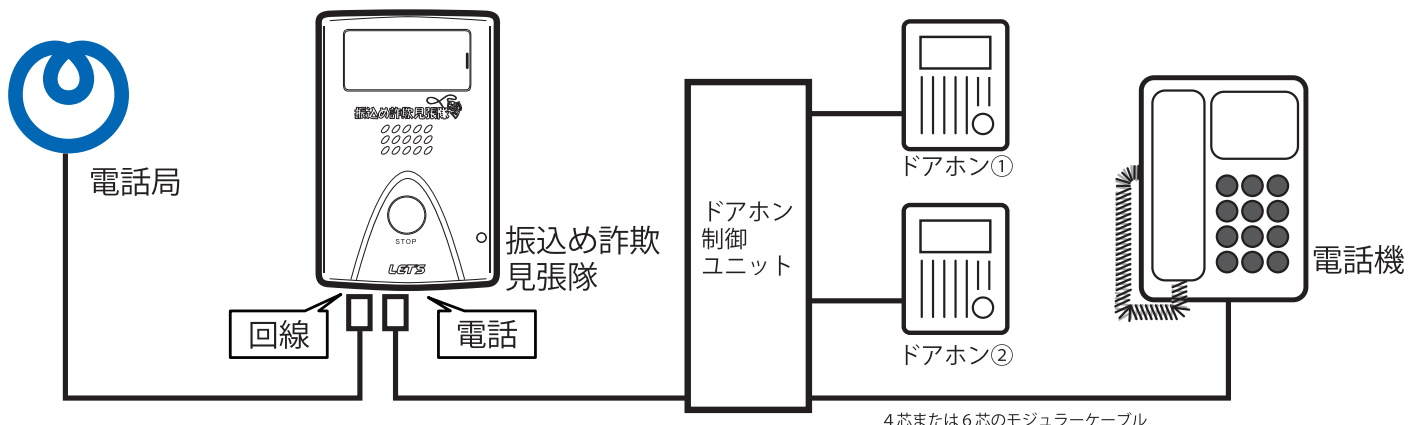 電話局
振込め詐欺見張隊
STOP
LETS
振込め詐欺
見張隊
回線
電話
ドアホン
制御
ユニット
ドアホン①
ドアホン②
電話機
4芯または6芯のモジュラーケーブル